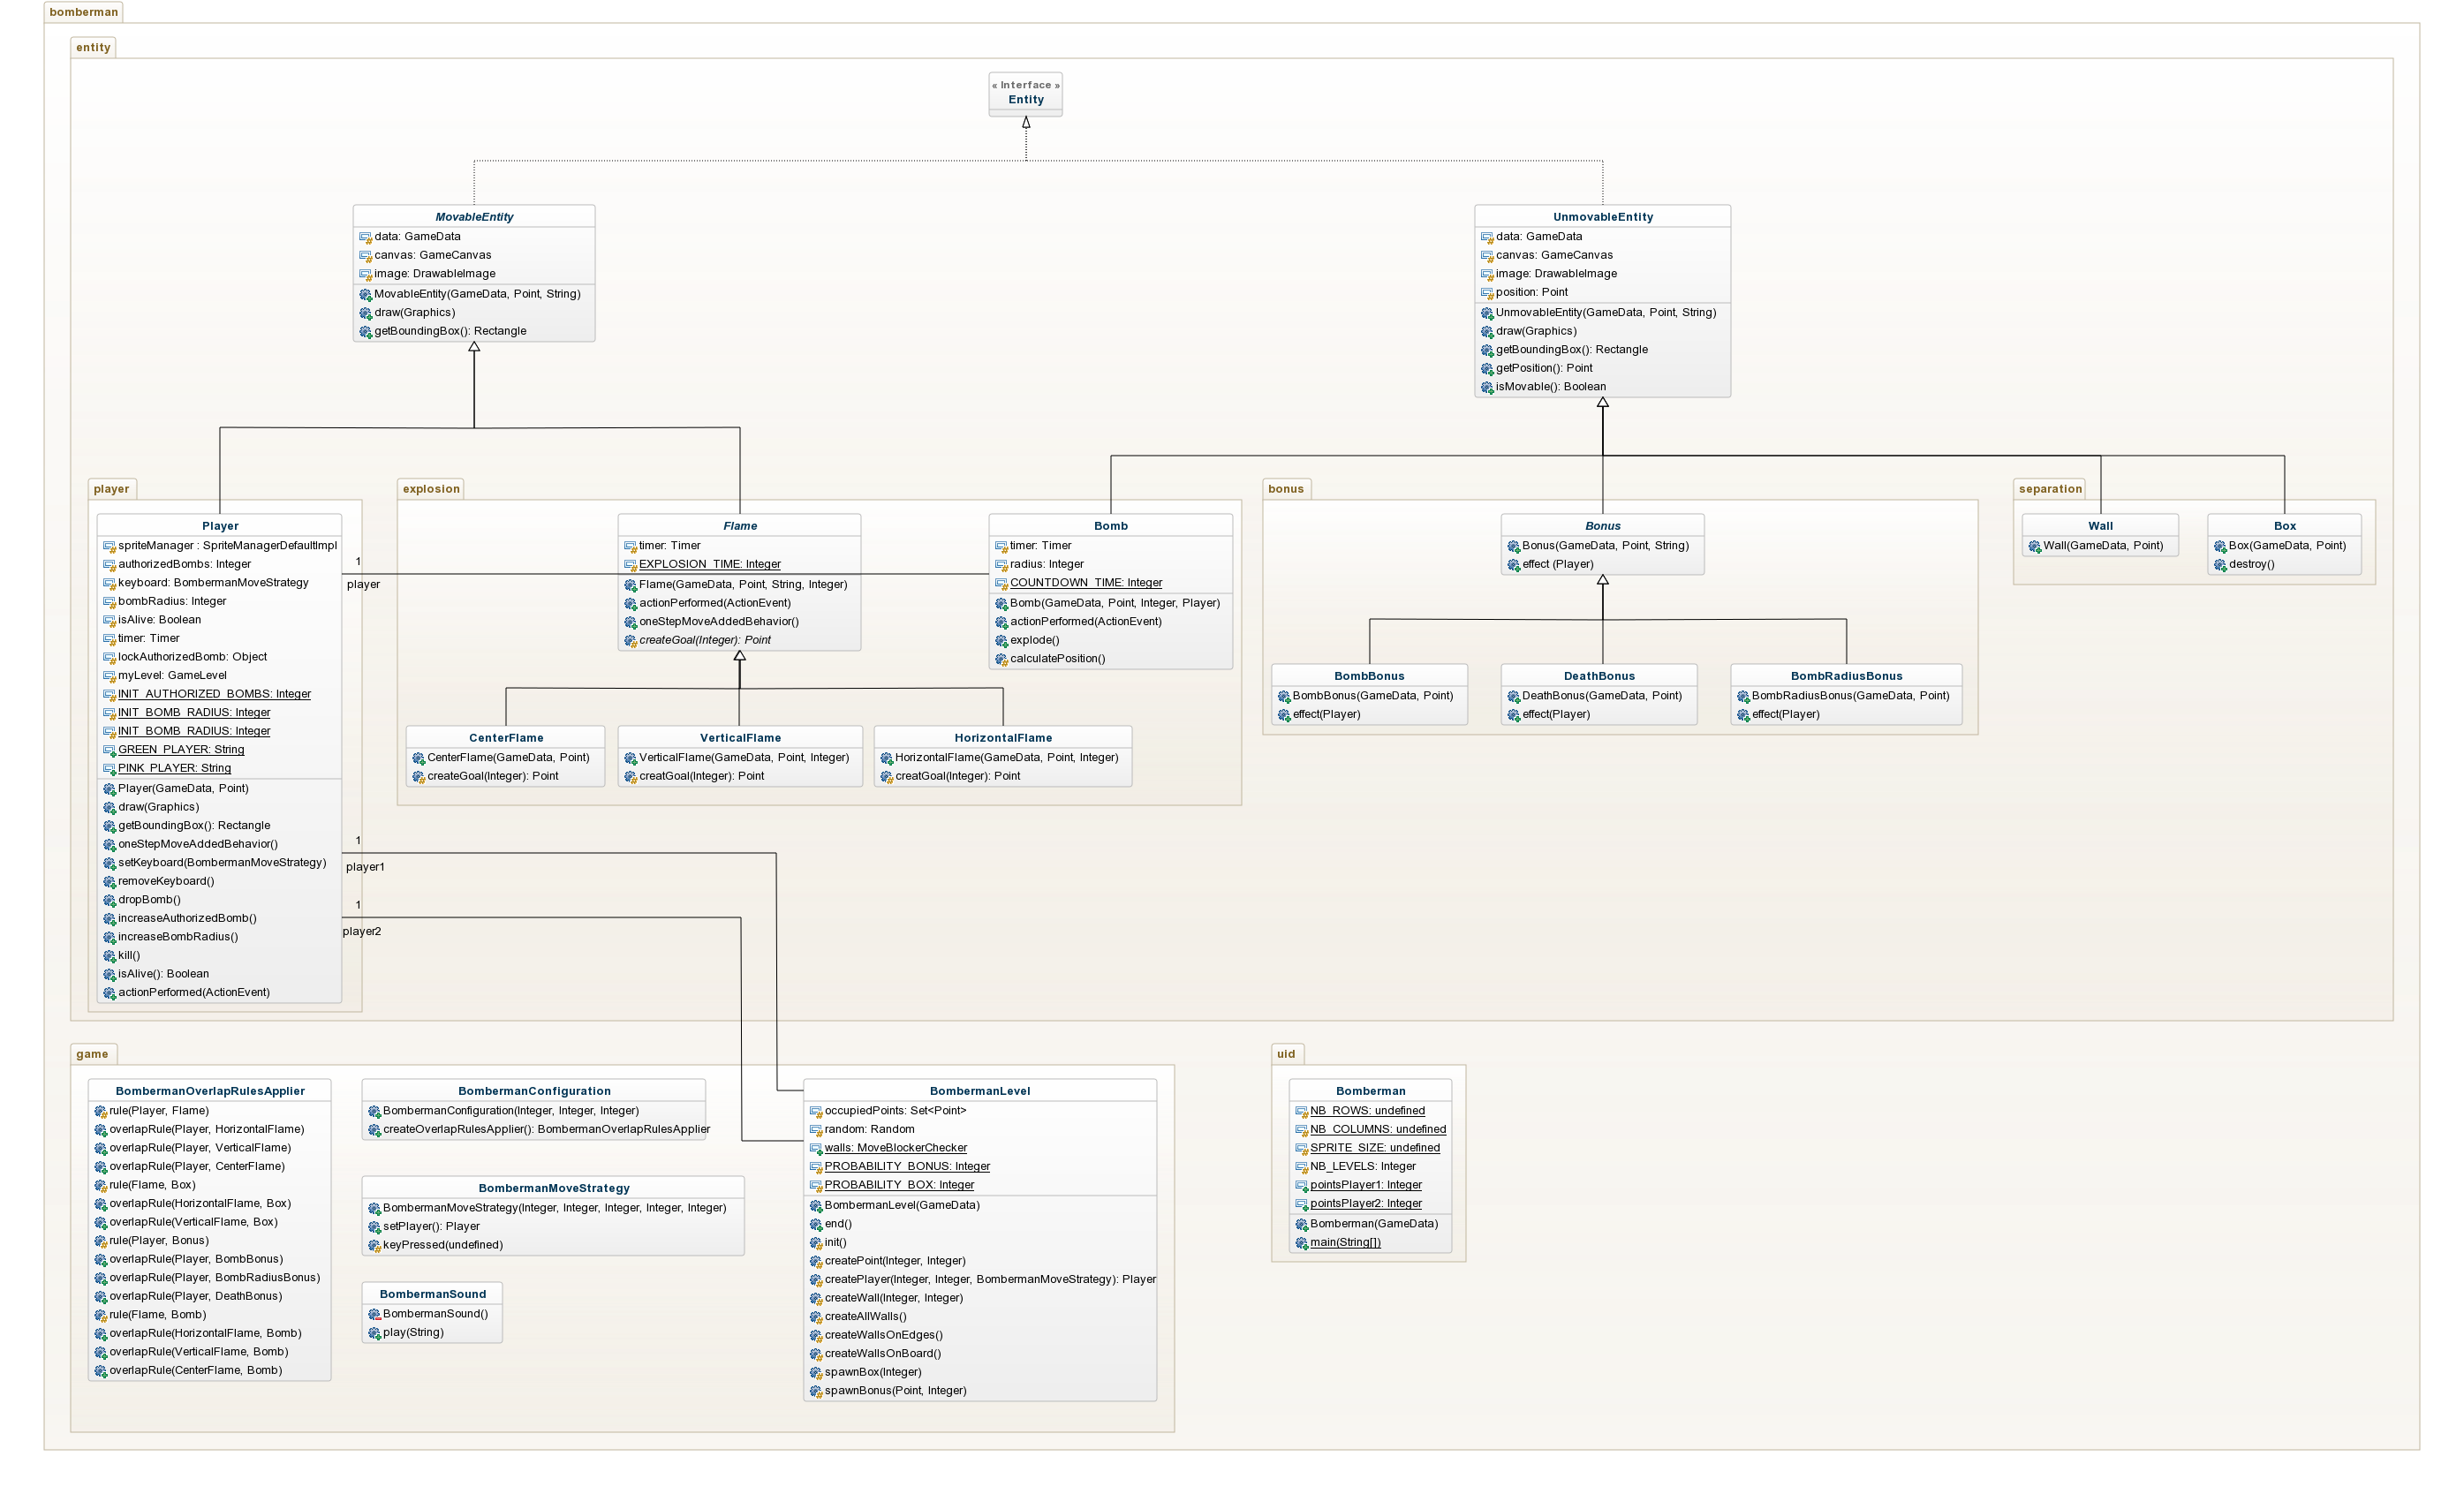 bomberman
entity
« Interface »
Entity
MovableEntity
data: GameData
canvas: GameCanvas
image: DrawableImage
MovableEntity(GameData, Point, String)
draw(Graphics)
getBoundingBox(): Rectangle
UnmovableEntity
data: GameData
canvas: GameCanvas
image: DrawableImage
position: Point
UnmovableEntity(GameData, Point, String)
draw(Graphics)
getBoundingBox(): Rectangle
getPosition(): Point
isMovable(): Boolean
player
Player
spriteManager : SpriteManagerDefaultImpl
authorizedBombs: Integer
keyboard: BombermanMoveStrategy
bombRadius: Integer
isAlive: Boolean
timer: Timer
lockAuthorizedBomb: Object
myLevel: GameLevel
INIT_AUTHORIZED_BOMBS: Integer
INIT_BOMB_RADIUS: Integer
INIT_BOMB_RADIUS: Integer
GREEN_PLAYER: String
PINK_PLAYER: String
Player(GameData, Point)
draw(Graphics)
getBoundingBox(): Rectangle
oneStepMoveAddedBehavior()
setKeyboard(BombermanMoveStrategy)
removeKeyboard()
dropBomb()
increaseAuthorizedBomb()
increaseBombRadius()
kill()
isAlive(): Boolean
actionPerformed(ActionEvent)
1
player
1
player1
1
player2
explosion
Flame
timer: Timer
EXPLOSION_TIME: Integer
Flame(GameData, Point, String, Integer)
actionPerformed(ActionEvent)
oneStepMoveAddedBehavior()
createGoal(Integer): Point
Bomb
timer: Timer
radius: Integer
COUNTDOWN_TIME: Integer
Bomb(GameData, Point, Integer, Player)
actionPerformed(ActionEvent)
explode()
calculatePosition()
CenterFlame
CenterFlame(GameData, Point)
createGoal(Integer): Point
VerticalFlame
VerticalFlame(GameData, Point, Integer)
creatGoal(Integer): Point
HorizontalFlame
HorizontalFlame(GameData, Point, Integer)
creatGoal(Integer): Point
bonus
Bonus
Bonus(GameData, Point, String)
effect (Player)
BombBonus
BombBonus(GameData, Point)
effect(Player)
DeathBonus
DeathBonus(GameData, Point)
effect(Player)
BombRadiusBonus
BombRadiusBonus(GameData, Point)
effect(Player)
separation
Wall
Wall(GameData, Point)
Box
Box(GameData, Point)
destroy()
game
BombermanOverlapRulesApplier
rule(Player, Flame)
overlapRule(Player, HorizontalFlame)
overlapRule(Player, VerticalFlame)
overlapRule(Player, CenterFlame)
rule(Flame, Box)
overlapRule(HorizontalFlame, Box)
overlapRule(VerticalFlame, Box)
rule(Player, Bonus)
overlapRule(Player, BombBonus)
overlapRule(Player, BombRadiusBonus)
overlapRule(Player, DeathBonus)
rule(Flame, Bomb)
overlapRule(HorizontalFlame, Bomb)
overlapRule(VerticalFlame, Bomb)
overlapRule(CenterFlame, Bomb)
BombermanConfiguration
BombermanConfiguration(Integer, Integer, Integer)
createOverlapRulesApplier(): BombermanOverlapRulesApplier
BombermanMoveStrategy
BombermanMoveStrategy(Integer, Integer, Integer, Integer, Integer)
setPlayer(): Player
keyPressed(undefined)
BombermanSound
BombermanSound()
play(String)
BombermanLevel
occupiedPoints: Set<Point>
random: Random
walls: MoveBlockerChecker
PROBABILITY_BONUS: Integer
PROBABILITY_BOX: Integer
BombermanLevel(GameData)
end()
init()
createPoint(Integer, Integer)
createPlayer(Integer, Integer, BombermanMoveStrategy): Player
createWall(Integer, Integer)
createAllWalls()
createWallsOnEdges()
createWallsOnBoard()
spawnBox(Integer)
spawnBonus(Point, Integer)
uid
Bomberman
NB_ROWS: undefined
NB_COLUMNS: undefined
SPRITE_SIZE: undefined
NB_LEVELS: Integer
pointsPlayer1: Integer
pointsPlayer2: Integer
Bomberman(GameData)
main(String[])